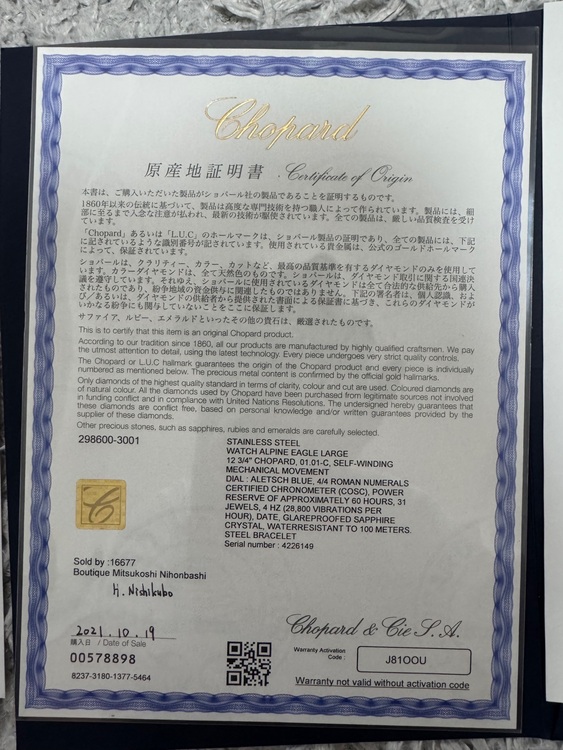 Chopard
原産地証明書 Certificate of Origin
本書は、ご購入いただいた製品がショパール社の製品であることを証明するものです。
1860年以来の伝統に基づいて、製品は高度な専門技術を持つ職人によって作られています。製品には、細
部に至るまで入念な注意が払われ、最新の技術が駆使されています。全ての製品は、厳しい品質検査を受け
ています。
「Chopard」あるいは「L.U.C」のホールマークは、ショパール製品の証明であり、全ての製品には、下記
に記されているような識別番号が記されています。使用されている貴金属は、公式のゴールドホールマーク
によって、保証されています。
ショパールは、クラリティー、カラー、カットなど、最高の品質基準を有するダイヤモンドのみを使用して
います。カラーダイヤモンドは、全て天然色のものです。ショパールは、ダイヤモンド取引に関する国連決
議を遵守しています。それゆえ、ショパールに使用されているダイヤモンドは全て合法的な供給先から購入
されたものであり、紛争地域の資金供与に関連したものではありません。下記の署名者は、個人認識、およ
び/あるいは、ダイヤモンドの供給者から提供された書面による保証書に基づき、これらのダイヤモンドが
いかなる紛争にも関与していないことをここに保証します。
サファイア、ルビー、エメラルドといったその他の貴石は、厳選されたものです。
This is to certify that this item is an original Chopard product.
According to our tradition since 1860, all our products are manufactured by highly qualified craftsmen. We pay
the utmost attention to detail, using the latest technology. Every piece undergoes very strict quality controls.
The Chopard or L.U.C hallmark guarantees the origin of the Chopard product and every piece is individually
numbered as mentioned below. The precious metal content is confirmed by the official gold hallmarks.
Only diamonds of the highest quality standard in terms of clarity, colour and cut are used. Coloured diamonds are
of natural colour. All the diamonds used by Chopard have been purchased from legitimate sources not involved
in funding conflict and in compliance with United Nations Resolutions. The undersigned hereby guarantees that
these diamonds are conflict free, based on personal knowledge and/or written guarantees provided by the
supplier of these diamonds.
Other precious stones, such as sapphires, rubies and emeralds are carefully selected.
298600-3001
STAINLESS STEEL
WATCH ALPINE EAGLE LARGE
12 3/4" CHOPARD, 01.01-C, SELF-WINDING
MECHANICAL MOVEMENT
DIAL : ALETSCH BLUE, 4/4 ROMAN NUMERALS
CERTIFIED CHRONOMETER (COSC), POWER
RESERVE OF APPROXIMATELY 60 HOURS, 31
JEWELS, 4 HZ (28,800 VIBRATIONS PER
HOUR), DATE, GLAREPROOFED SAPPHIRE
CRYSTAL, WATERRESISTANT TO 100 METERS.
STEEL BRACELET
Serial number : 4226149
Sold by :16677
Boutique Mitsukoshi Nihonbashi
H. Nishikubo
2021. 10. 19
購入日 / Date of Sale
00578898
8237-3180-1377-5464
Chopard & Cie S.A.
Warranty Activation
Code :
J81OOU
Warranty not valid without activation code